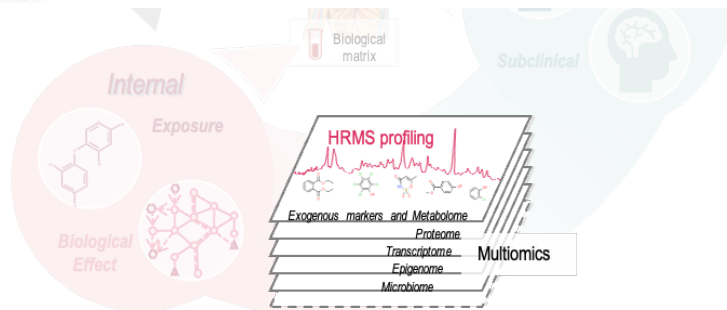 Biological
matrix
Subclinical
Internal
Exposure
HRMS profiling
Exogenous markers and Metabolome
Proteome
Transcriptome
Biological
Effect
Multiomics
Epigenome
Microbiome